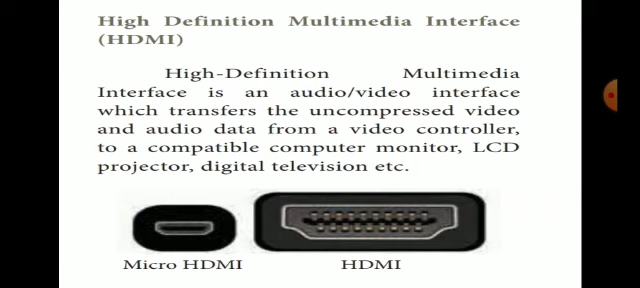 High Definition Multimedia Interface
(HDMI)
High-Definition Multimedia
Interface is an audio/video interface
which transfers the uncompressed video
and audio data from a video controller,
to a compatible computer monitor, LCD
projector, digital television etc.
Micro HDMI HDMI